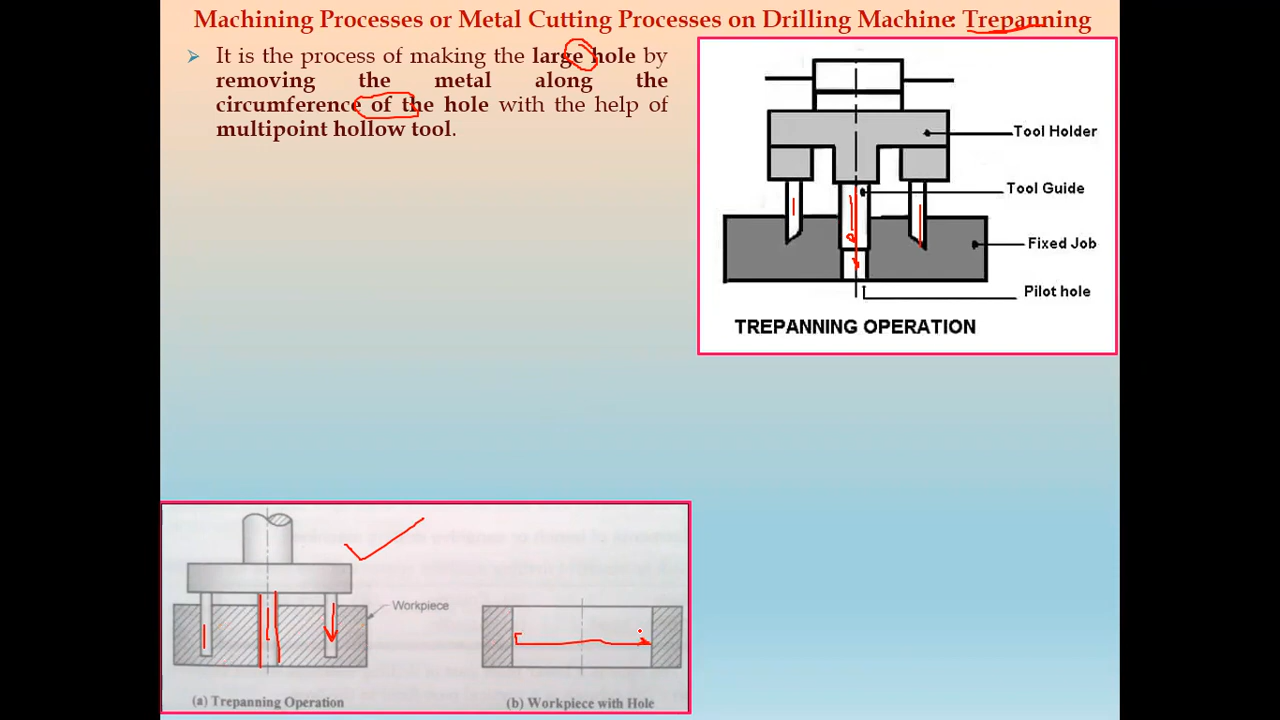 Machining Processes or Metal Cutting Processes on Drilling Machine: Trepanning
It is the process of making the large hole by
removing the metal along the
circumference of the hole with the help of
multipoint hollow tool.
Tool Holder
Tool Guide
Fixed Job
Pilot hole
TREPANNING OPERATION
Workpiece
(a) Trepanning Operation
(b) Workpiece with Hole